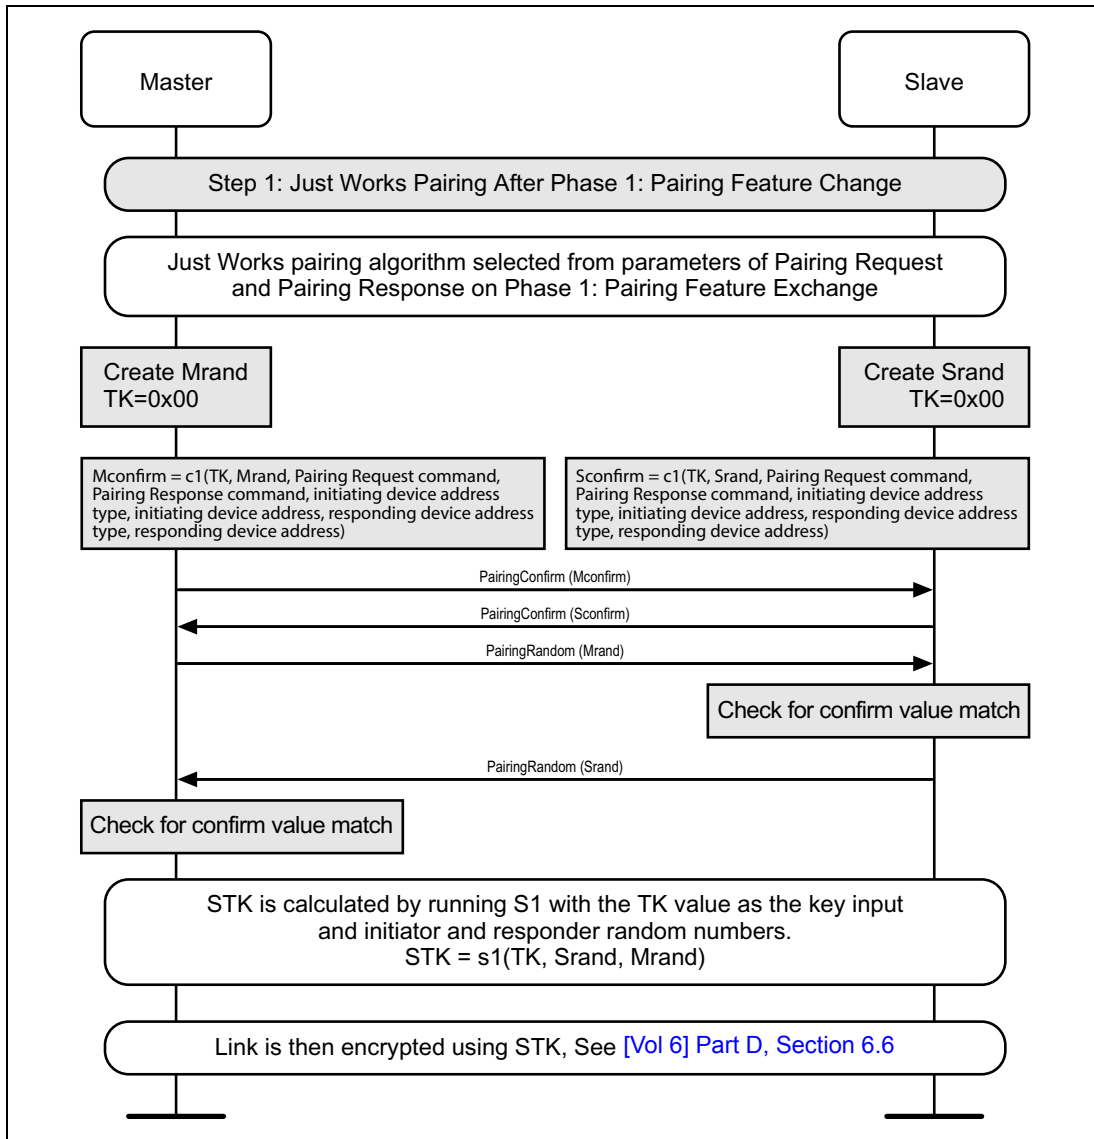 Master
Slave
Step 1: Just Works Pairing After Phase 1: Pairing Feature Change
Just Works pairing algorithm selected from parameters of Pairing Request
and Pairing Response on Phase 1: Pairing Feature Exchange
Create Mrand
TK=0x00
Create Srand
TK=0x00
Mconfirm = c1(TK, Mrand, Pairing Request command,
Pairing Response command, initiating device address
type, initiating device address, responding device address
type, responding device address)
Sconfirm = c1(TK, Srand, Pairing Request command,
Pairing Response command, initiating device address
type, initiating device address, responding device address
type, responding device address)
PairingConfirm (Mconfirm)
PairingConfirm (Sconfirm)
PairingRandom (Mrand)
Check for confirm value match
PairingRandom (Srand)
Check for confirm value match
STK is calculated by running S1 with the TK value as the key input
and initiator and responder random numbers.
STK = s1(TK, Srand, Mrand)
Link is then encrypted using STK, See [Vol 6] Part D, Section 6.6